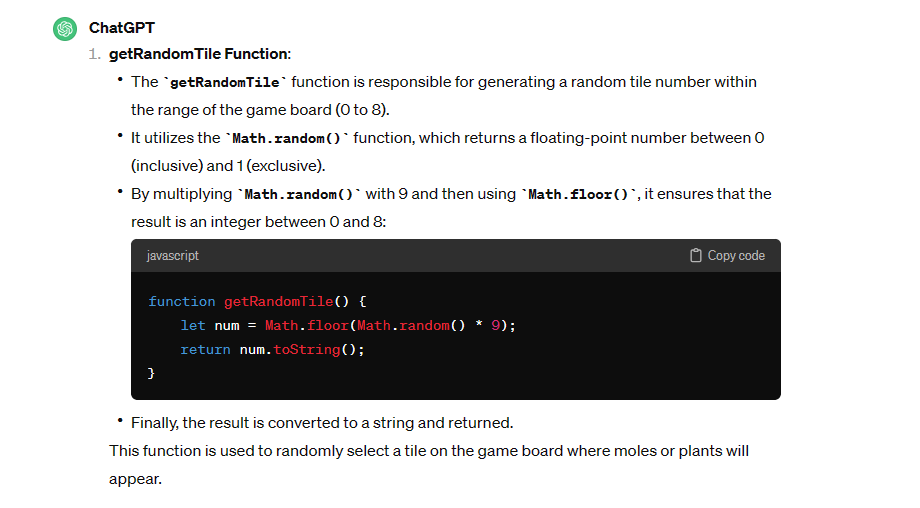 ChatGPT
1. getRandomTile Function:
• The `getRandomTile` function is responsible for generating a random tile number within
the range of the game board (0 to 8).
• It utilizes the `Math.random()` function, which returns a floating-point number between 0
(inclusive) and 1 (exclusive).
• By multiplying `Math.random()` with 9 and then using `Math.floor()`, it ensures that the
result is an integer between 0 and 8:
javascript Copy code
function getRandomTile() {
    let num = Math.floor(Math.random() * 9);
    return num.toString();
}
• Finally, the result is converted to a string and returned.
This function is used to randomly select a tile on the game board where moles or plants will
appear.